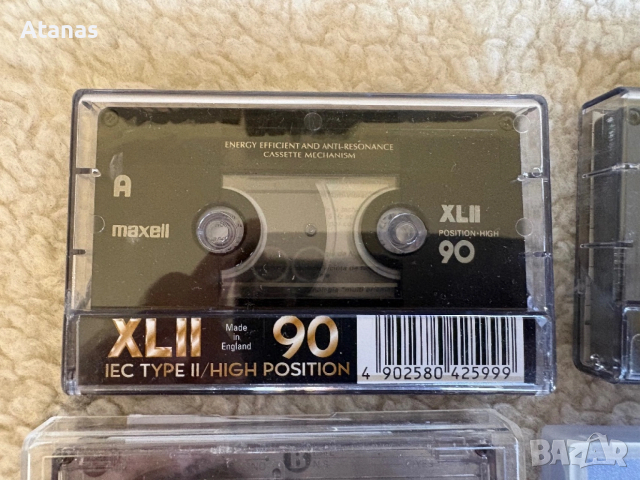 Atanas
ENERGY EFFICIENT AND ANTI-RESONANCE
CASSETTE MECHANISM
A
maxell
XLII
POSITION·HIGH
90
XLII
Made
in
England
90
IEC TYPE II/HIGH POSITION
4 902580 425999
BAZAR
bg